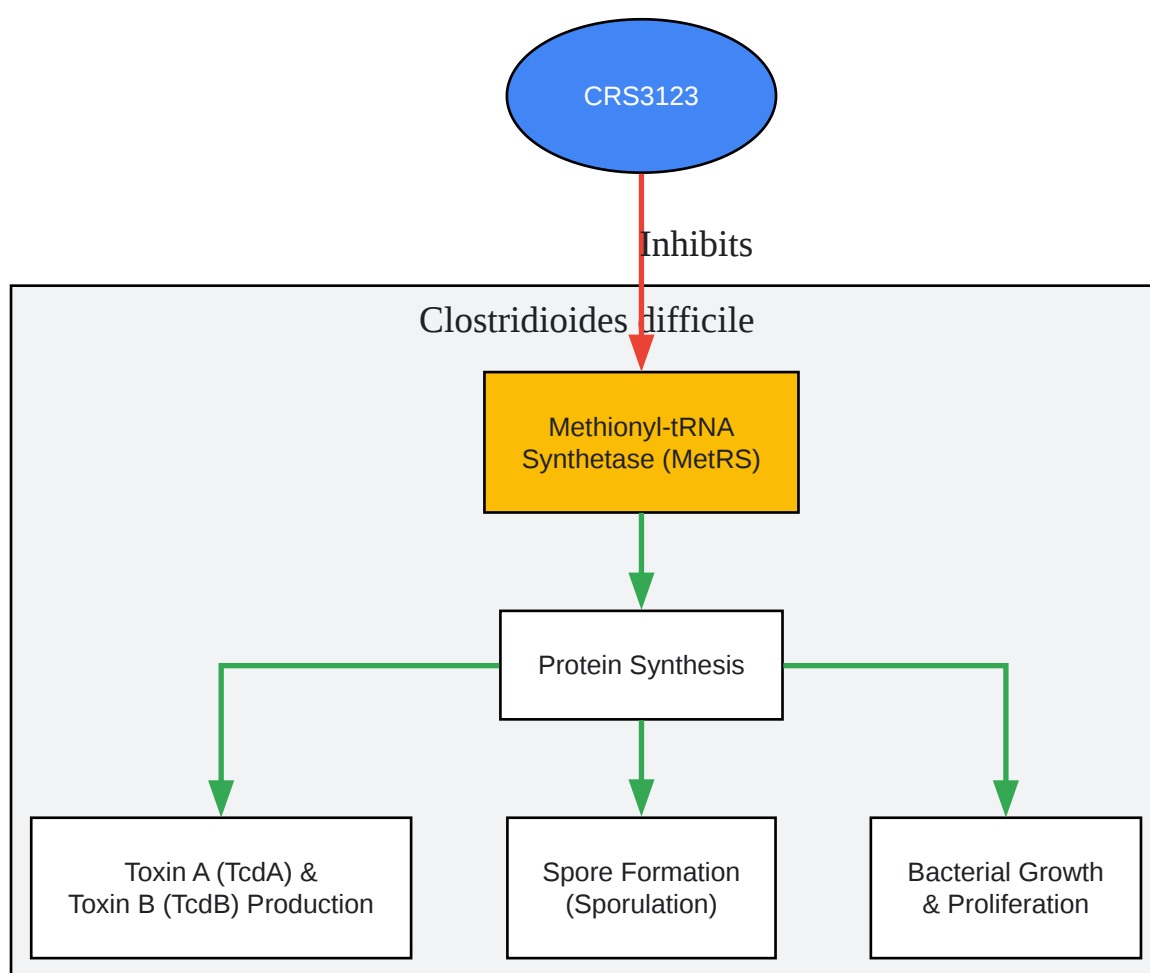 CRS3123
Inhibits
Clostridioides difficile
Methionyl-tRNA
Synthetase (MetRS)
Protein Synthesis
Toxin A (TcdA) &
Toxin B (TcdB) Production
Spore Formation
(Sporulation)
Bacterial Growth
& Proliferation